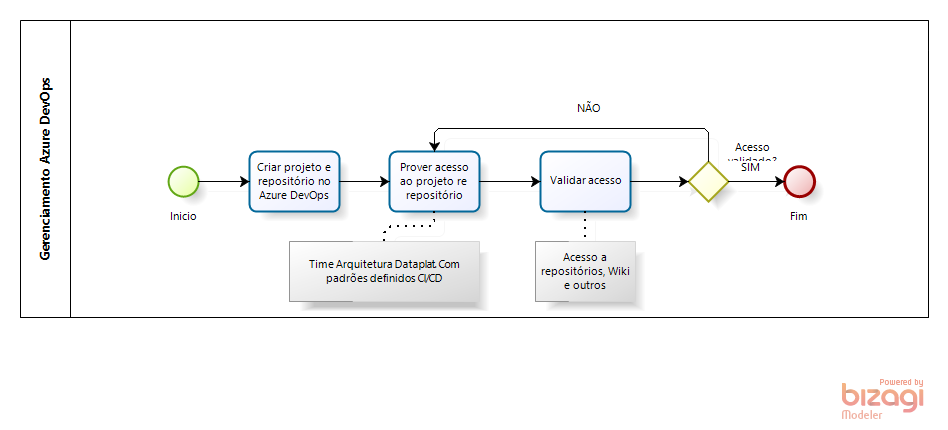 Gerenciamento Azure DevOps
NÃO
Inicio
Criar projeto e
repositório no
Azure DevOps
Prover acesso
ao projeto re
repositório
Validar acesso
Acesso
validado?
SIM
Fim
Time Arquitetura Dataplat. Com
padrões definidos CI/CD
Acesso a
repositórios, Wiki
e outros
Powered by
bizagi
Modeler